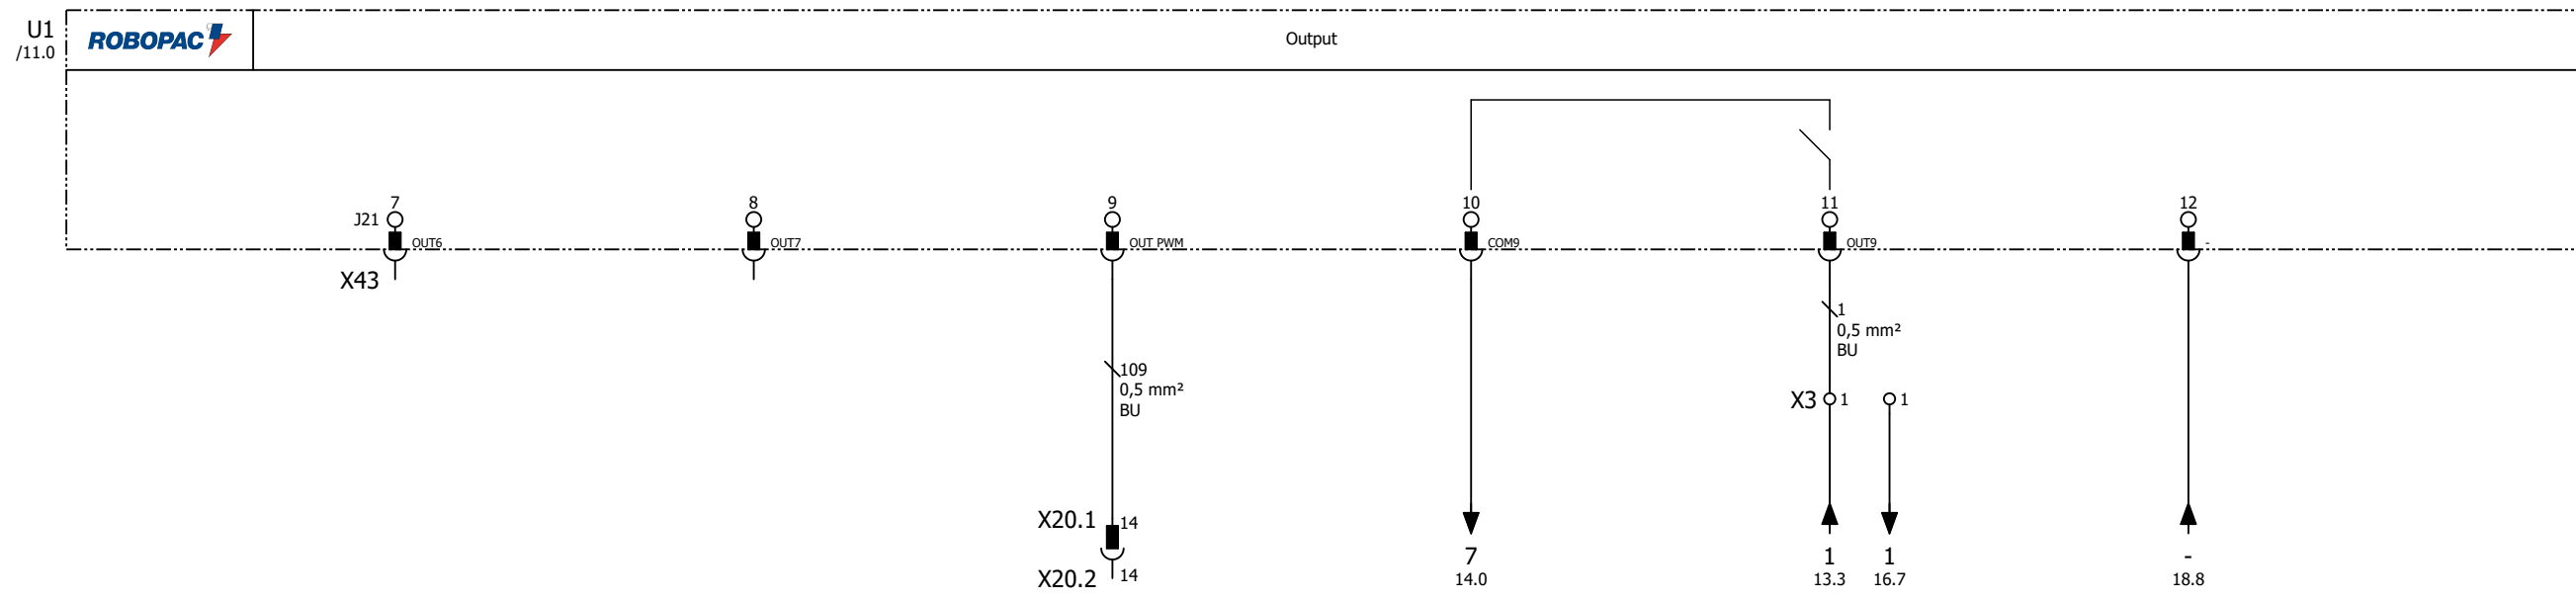 U1
/11.0
ROBOPAC
Output
7 8 9 10 11 12
J21
OUT6 OUT7 OUT PWM COM9 OUT9 -
X43
1
0,5 mm²
BU
109
0,5 mm²
BU
X3 1 1
X20.1 14
X20.2 14
7 1 1 -
14.0 13.3 16.7 18.8